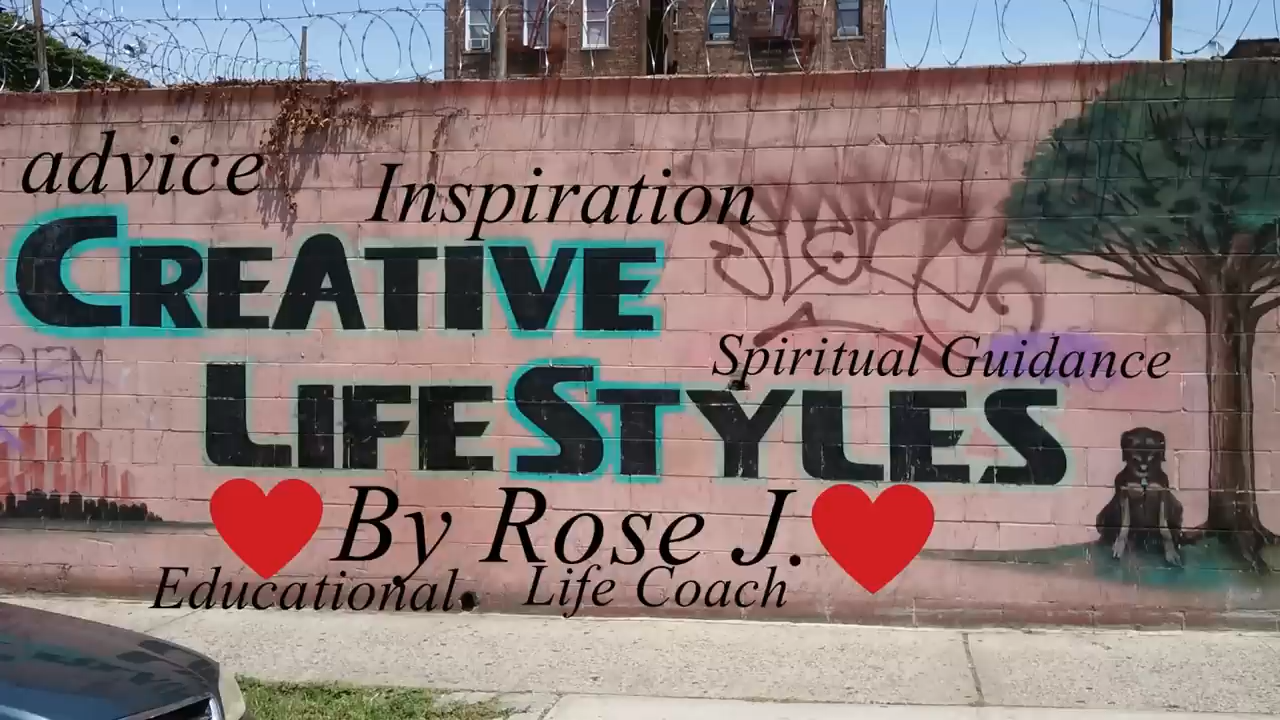 advice
Inspiration
CREATIVE
Spiritual Guidance
LIFESTYLES
By Rose J.
Educational. Life Coach